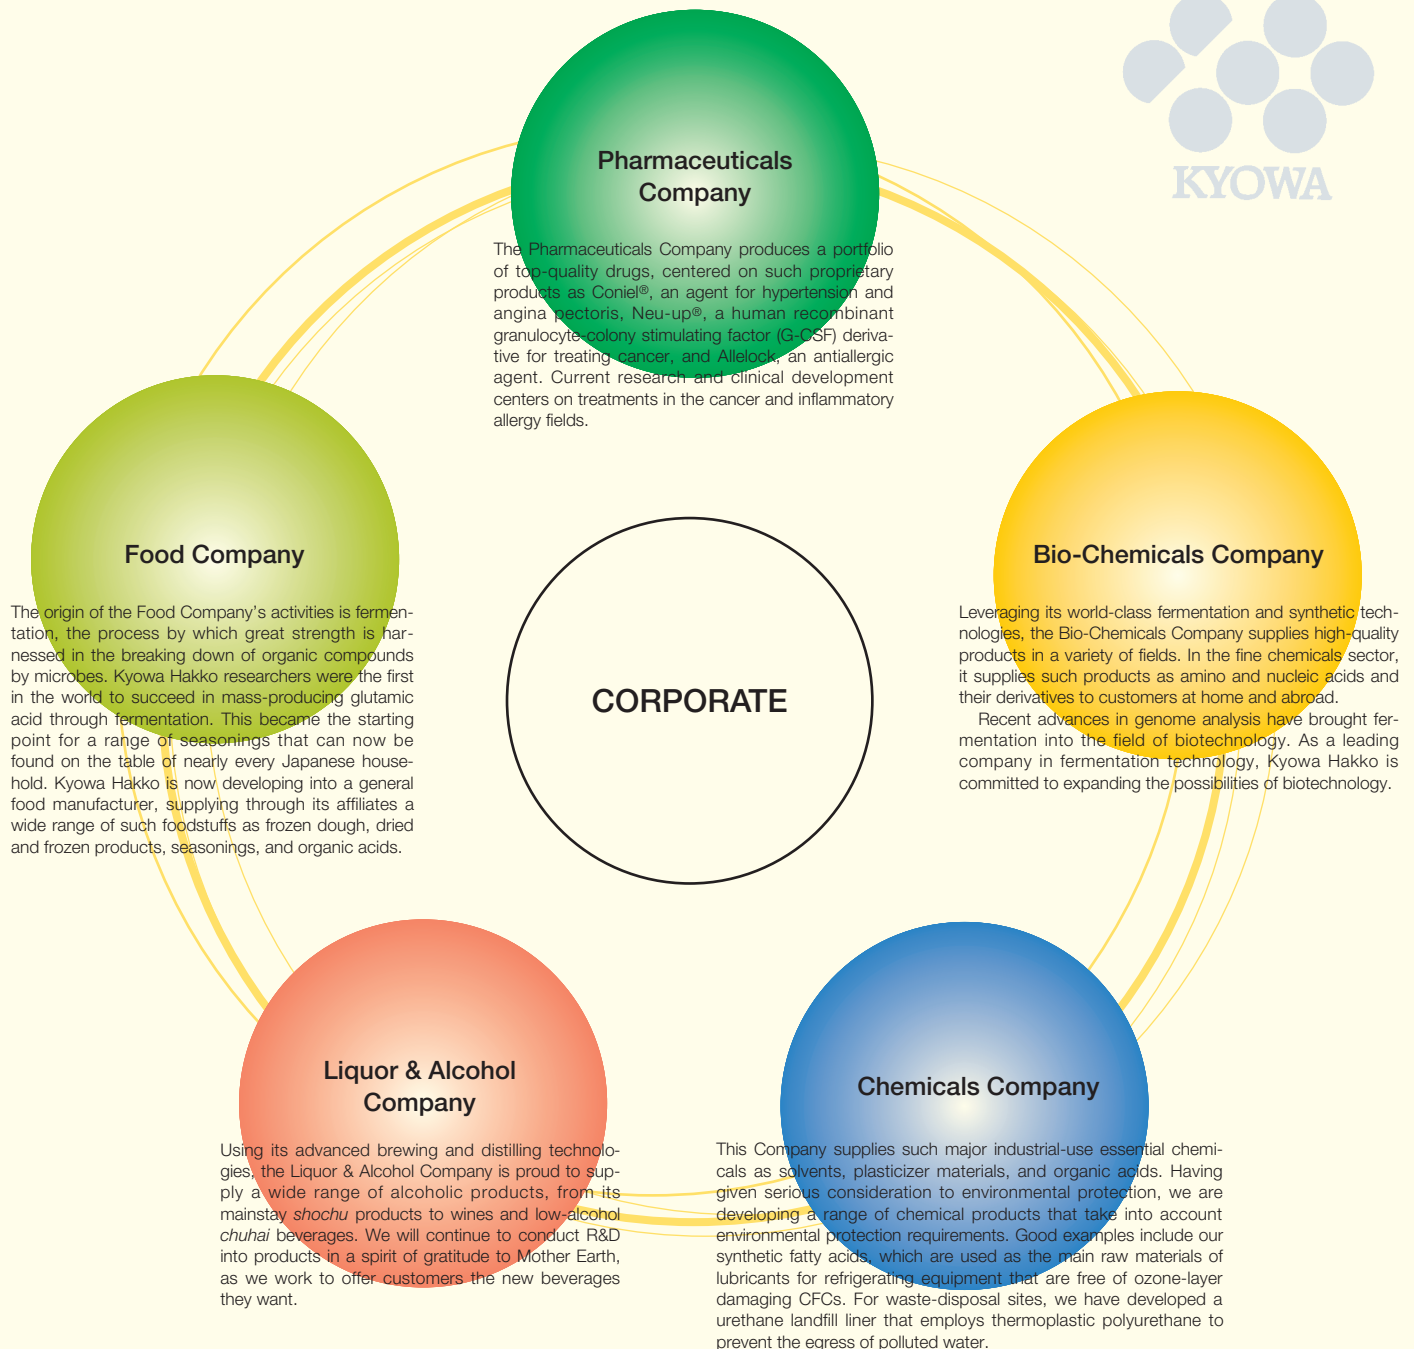 KYOWA
Pharmaceuticals
Company
The Pharmaceuticals Company produces a portfolio
of top-quality drugs, centered on such proprietary
products as Coniel®, an agent for hypertension and
angina pectoris, Neu-up®, a human recombinant
granulocyte-colony stimulating factor (G-CSF) deriva-
tive for treating cancer, and Allelock, an antiallergic
agent. Current research and clinical development
centers on treatments in the cancer and inflammatory
allergy fields.
Food Company
The origin of the Food Company's activities is fermen-
tation, the process by which great strength is har-
nessed in the breaking down of organic compounds
by microbes. Kyowa Hakko researchers were the first
in the world to succeed in mass-producing glutamic
acid through fermentation. This became the starting
point for a range of seasonings that can now be
found on the table of nearly every Japanese house-
hold. Kyowa Hakko is now developing into a general
food manufacturer, supplying through its affiliates a
wide range of such foodstuffs as frozen dough, dried
and frozen products, seasonings, and organic acids.
CORPORATE
Bio-Chemicals Company
Leveraging its world-class fermentation and synthetic tech-
nologies, the Bio-Chemicals Company supplies high-quality
products in a variety of fields. In the fine chemicals sector,
it supplies such products as amino and nucleic acids and
their derivatives to customers at home and abroad.
Recent advances in genome analysis have brought fer-
mentation into the field of biotechnology. As a leading
company in fermentation technology, Kyowa Hakko is
committed to expanding the possibilities of biotechnology.
Liquor & Alcohol
Company
Using its advanced brewing and distilling technolo-
gies, the Liquor & Alcohol Company is proud to sup-
ply a wide range of alcoholic products, from its
mainstay shochu products to wines and low-alcohol
chuhai beverages. We will continue to conduct R&D
into products in a spirit of gratitude to Mother Earth,
as we work to offer customers the new beverages
they want.
Chemicals Company
This Company supplies such major industrial-use essential chemi-
cals as solvents, plasticizer materials, and organic acids. Having
given serious consideration to environmental protection, we are
developing a range of chemical products that take into account
environmental protection requirements. Good examples include our
synthetic fatty acids, which are used as the main raw materials of
lubricants for refrigerating equipment that are free of ozone-layer
damaging CFCs. For waste-disposal sites, we have developed a
urethane landfill liner that employs thermoplastic polyurethane to
prevent the egress of polluted water.